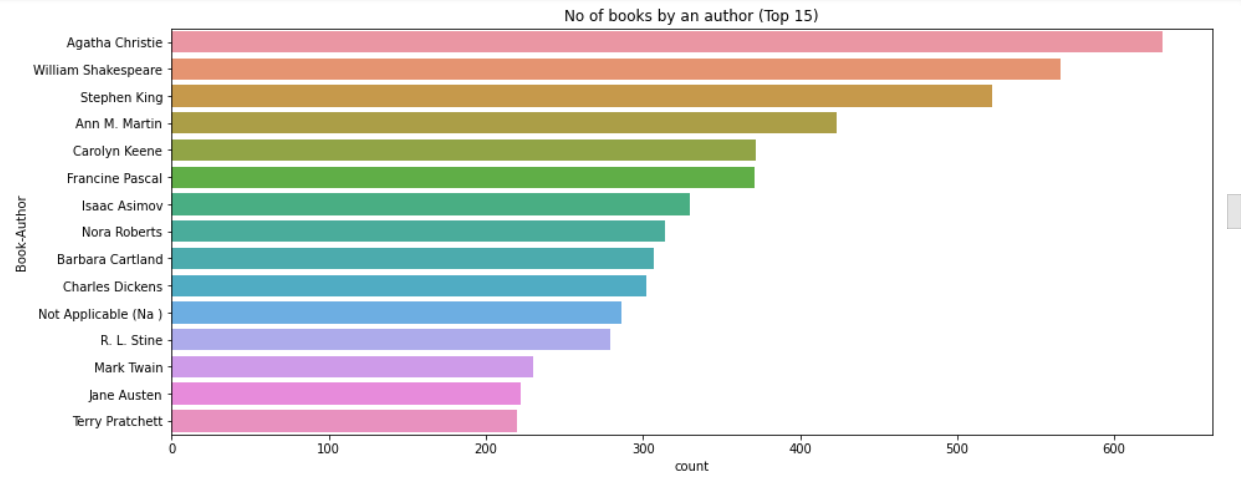 No of books by an author (Top 15)
Agatha Christie
William Shakespeare
Stephen King
Ann M. Martin
Carolyn Keene
Francine Pascal
Isaac Asimov
Nora Roberts
Barbara Cartland
Charles Dickens
Not Applicable (Na )
R. L. Stine
Mark Twain
Jane Austen
Terry Pratchett
Book-Author
0 100 200 300 400 500 600
count